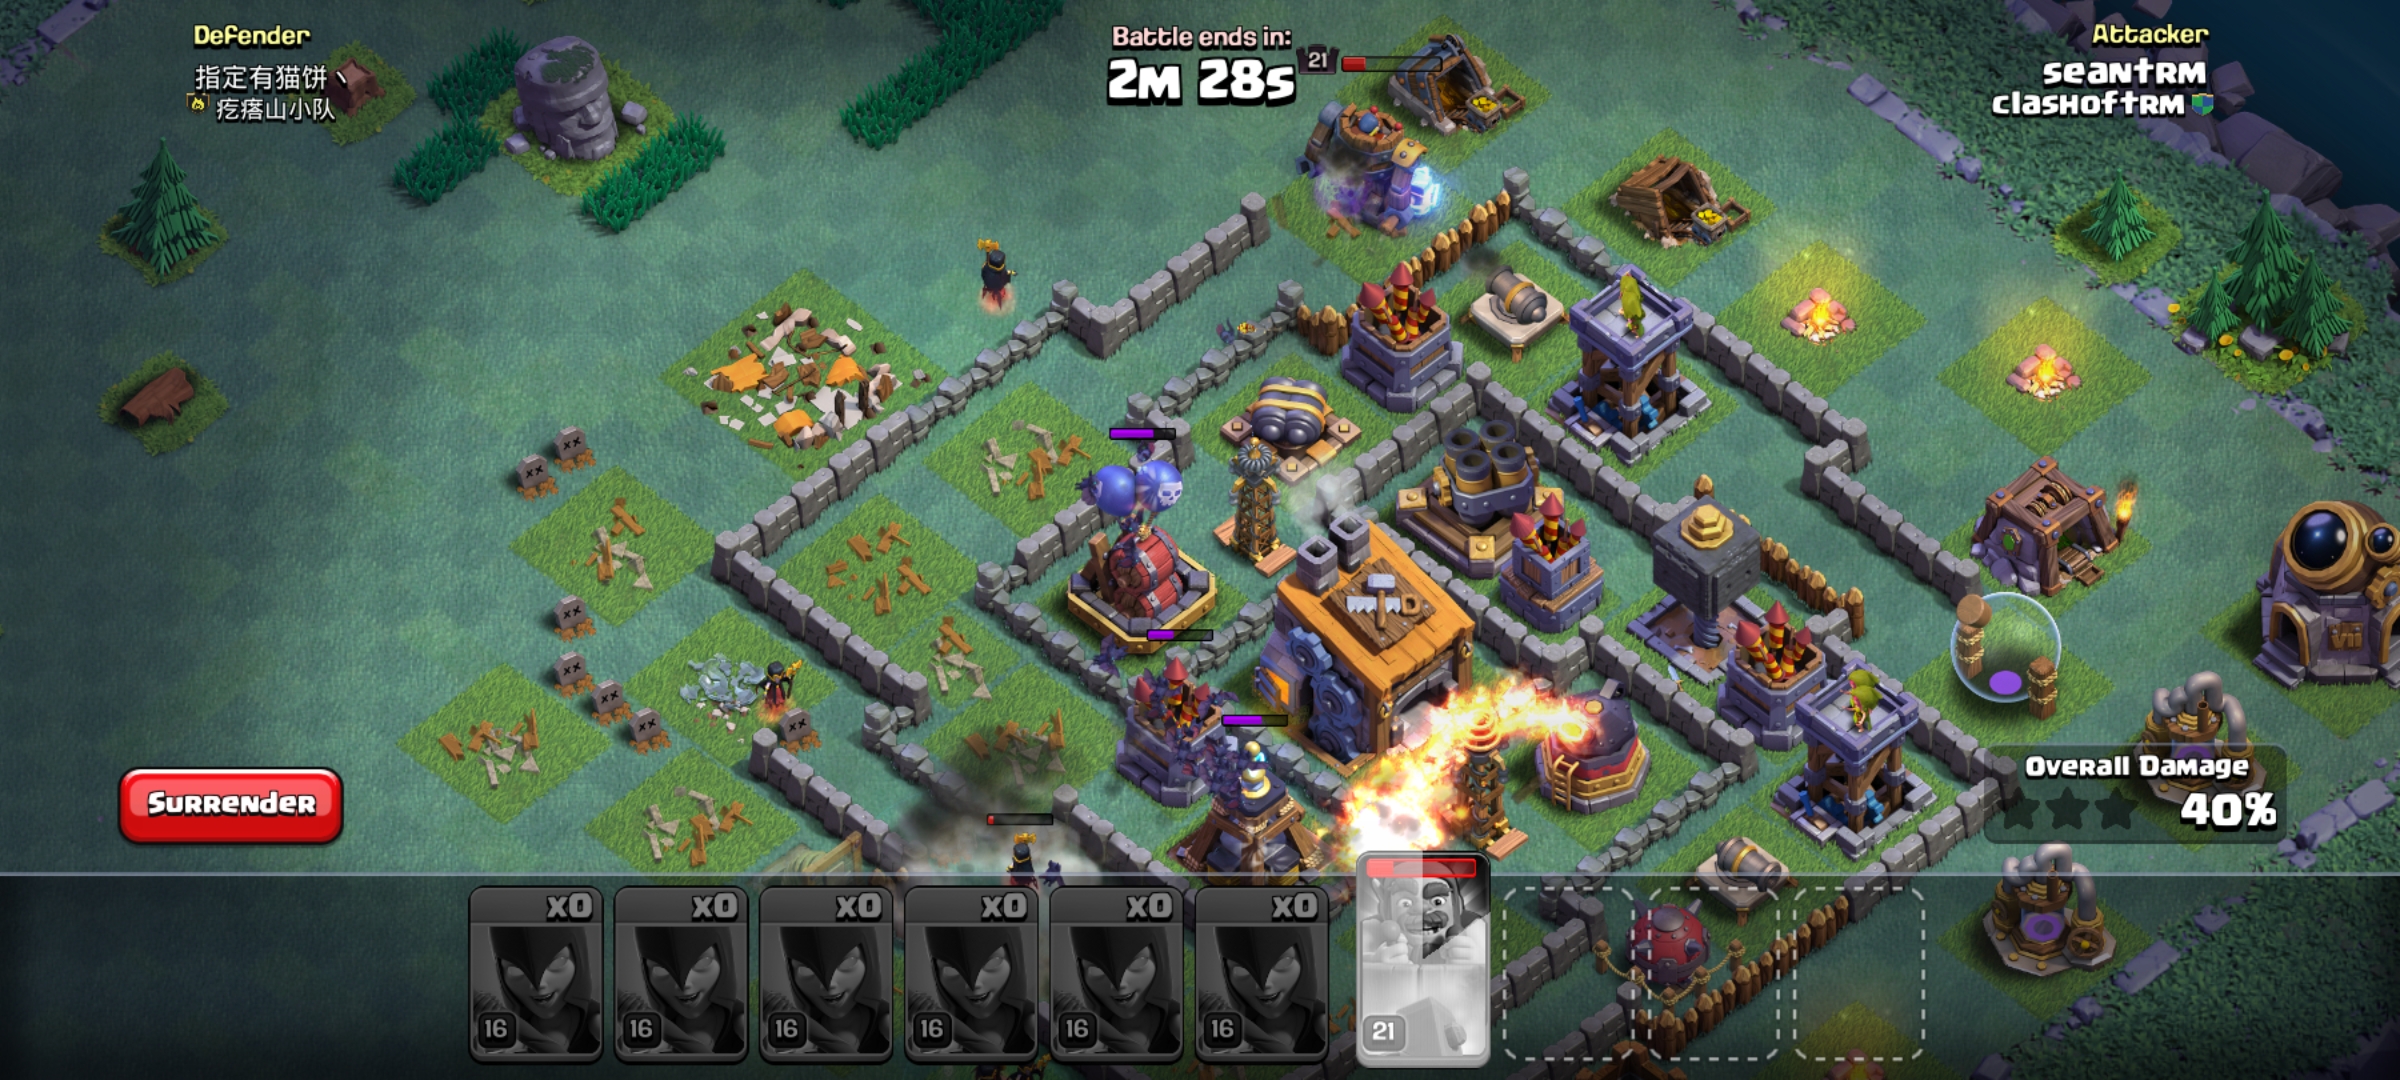 Defender
指定有猫饼丶
疙瘩山小队
Battle ends in:
2M 28s
21
Attacker
seantRM
clashoftRM
VII
Surrender
Overall Damage
40%
x0
x0
x0
x0
x0
x0
16
16
16
16
16
16
21